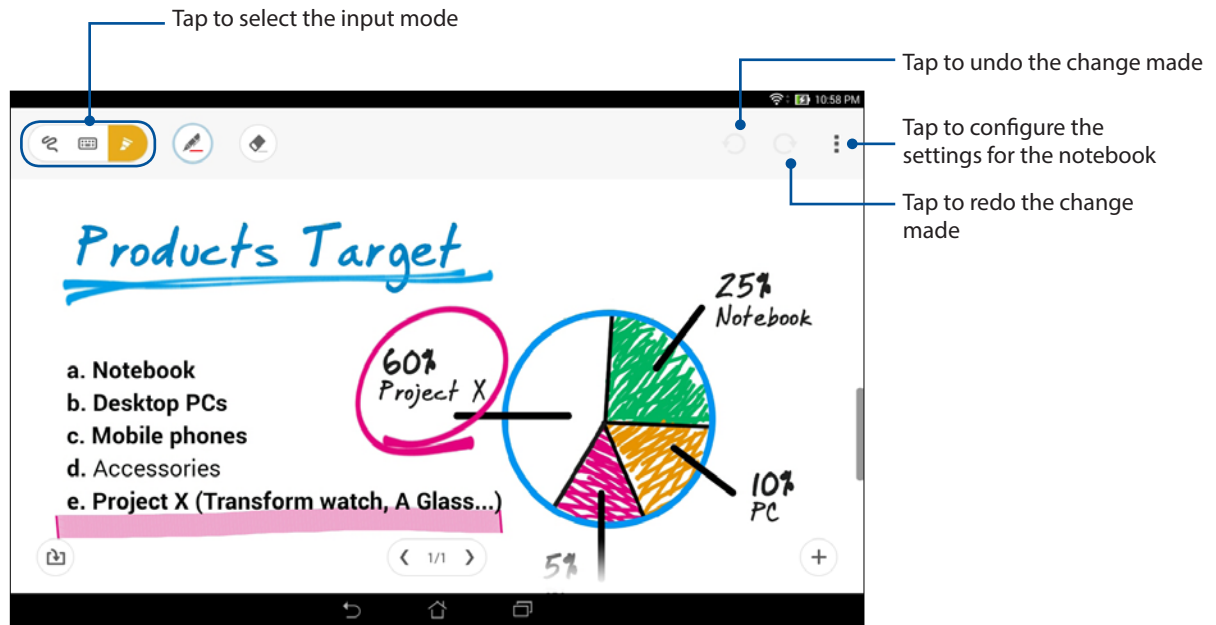 Tap to select the input mode
Tap to undo the change made
10:58 PM
Tap to configure the
settings for the notebook
Tap to redo the change
made
Products Target
25%
Notebook
60%
Project X
a. Notebook
b. Desktop PCs
c. Mobile phones
d. Accessories
e. Project X (Transform watch, A Glass...)
10%
PC
1/1
5%